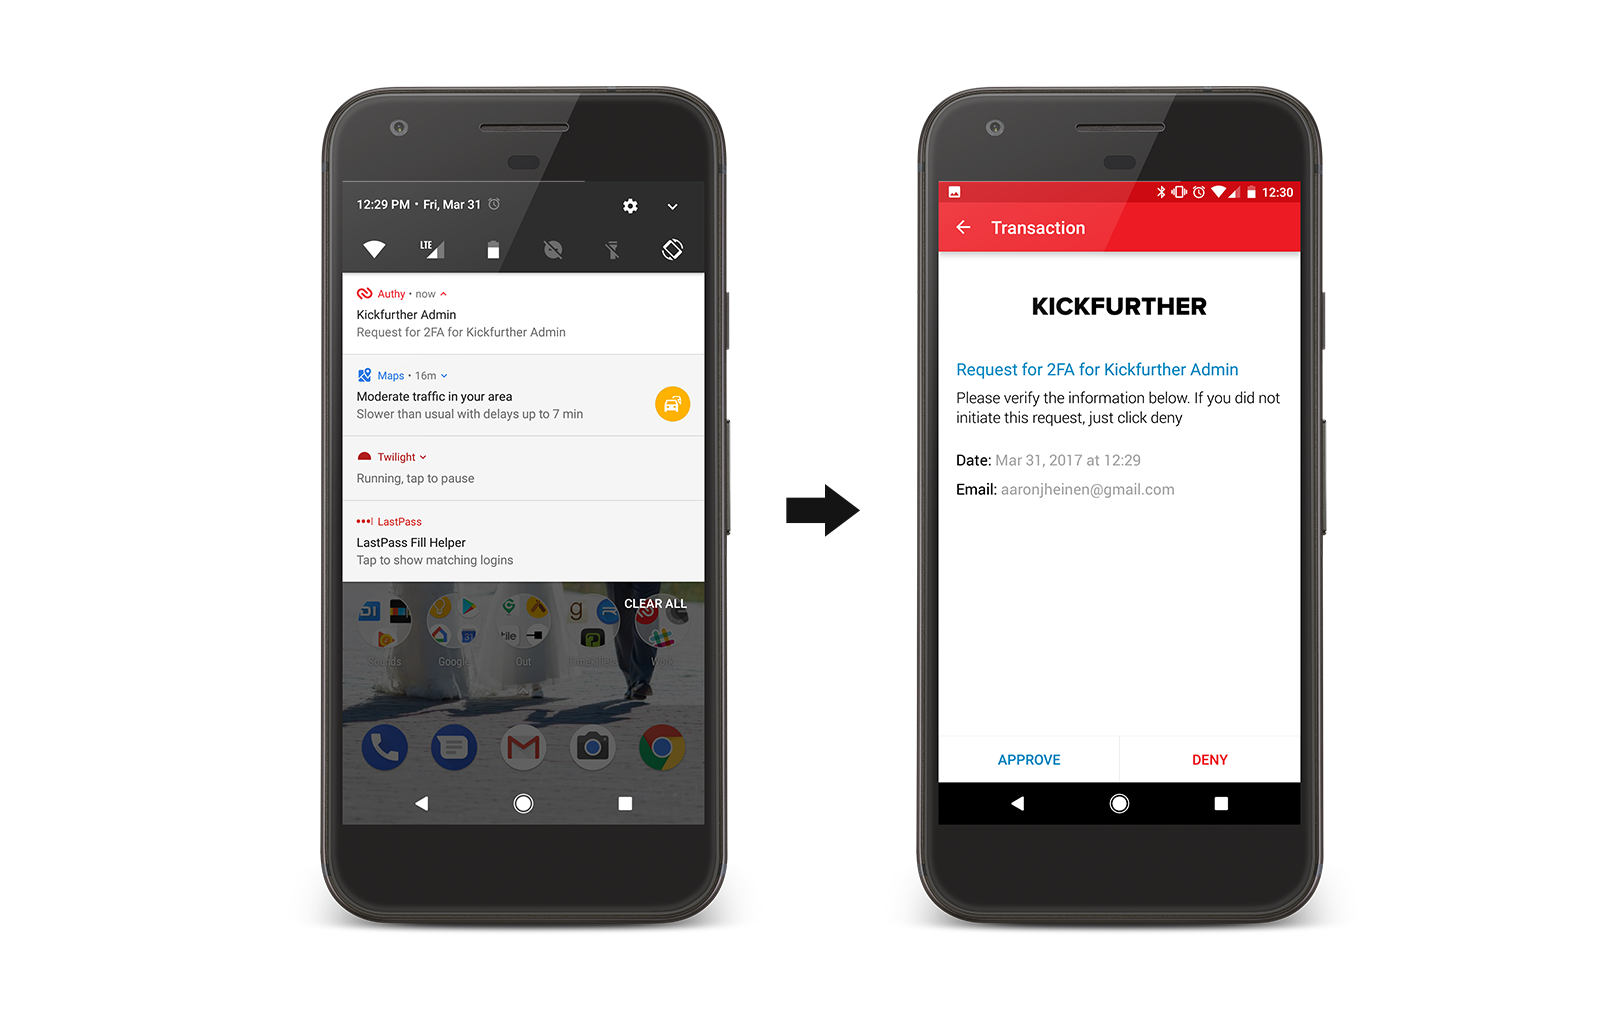 12:29 PM • Fri, Mar 31
LTE
Authy • now
Kickfurther Admin
Request for 2FA for Kickfurther Admin
Maps • 16m
Moderate traffic in your area
Slower than usual with delays up to 7 min
Twilight
Running, tap to pause
LastPass
LastPass Fill Helper
Tap to show matching logins
CLEAR ALL
Sounds
Google
Out
Work
12:30
Transaction
KICKFURTHER
Request for 2FA for Kickfurther Admin
Please verify the information below. If you did not
initiate this request, just click deny
Date: Mar 31, 2017 at 12:29
Email: aaronjheinen@gmail.com
APPROVE
DENY